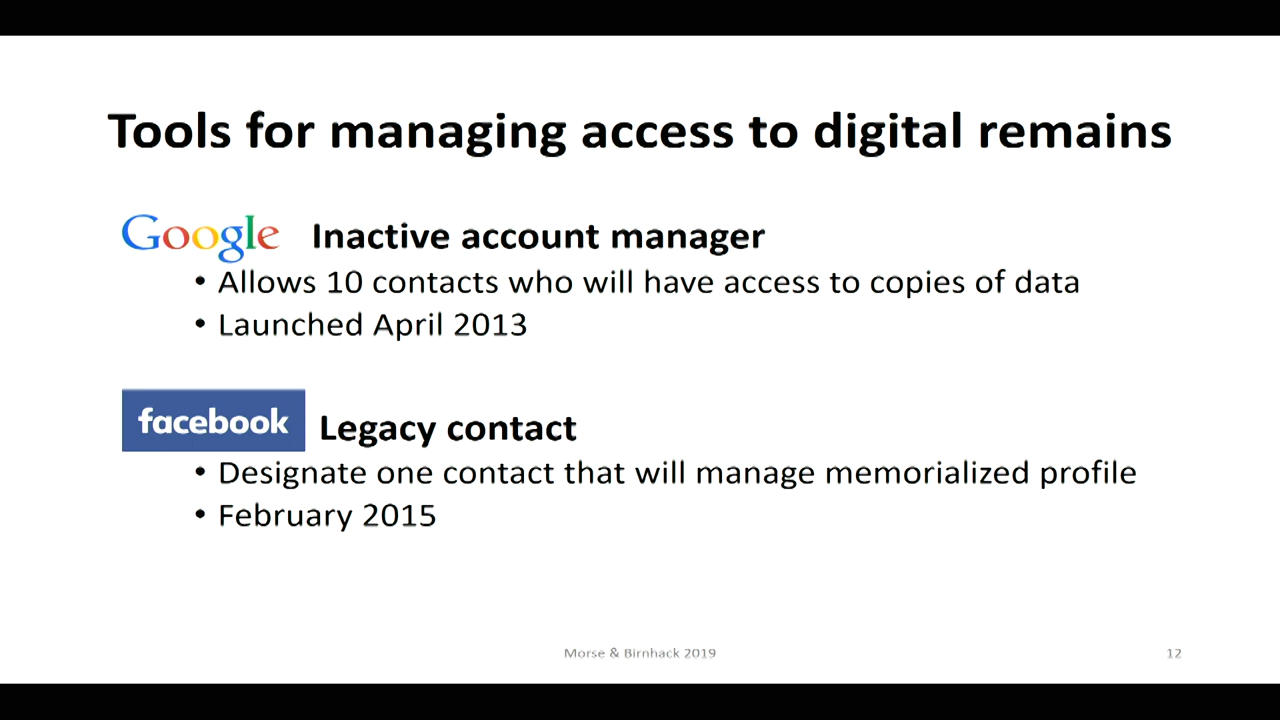 Tools for managing access to digital remains
Google Inactive account manager
• Allows 10 contacts who will have access to copies of data
• Launched April 2013
facebook Legacy contact
• Designate one contact that will manage memorialized profile
• February 2015
Morse & Birnhack 2019 12